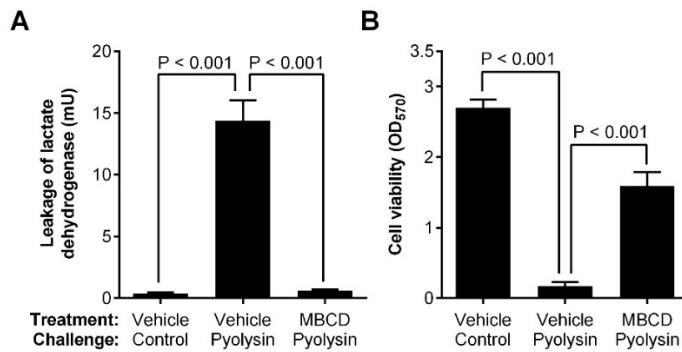 A
B
Leakage of lactate
dehydrogenase (mU)
20
15
10
5
0
P < 0.001
P < 0.001
Cell viability (OD570)
3.5
3
2
1
0
P < 0.001
P < 0.001
Treatment: Vehicle Vehicle MBCD Vehicle Vehicle MBCD
Challenge: Control Pyolysin Pyolysin Control Pyolysin Pyolysin